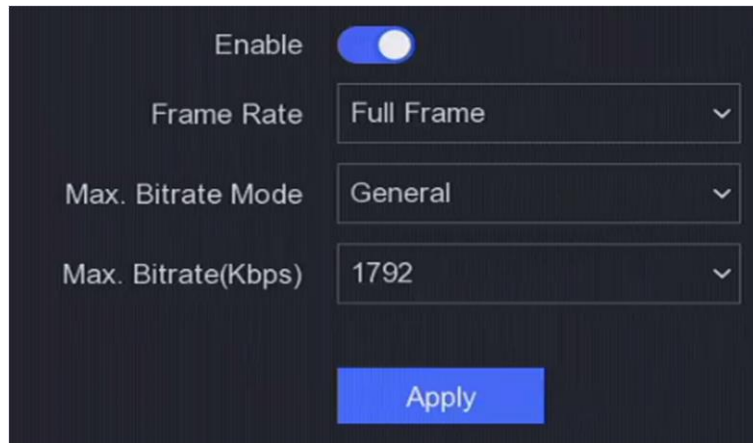 Enable
Frame Rate Full Frame
Max. Bitrate Mode General
Max. Bitrate(Kbps) 1792
Apply